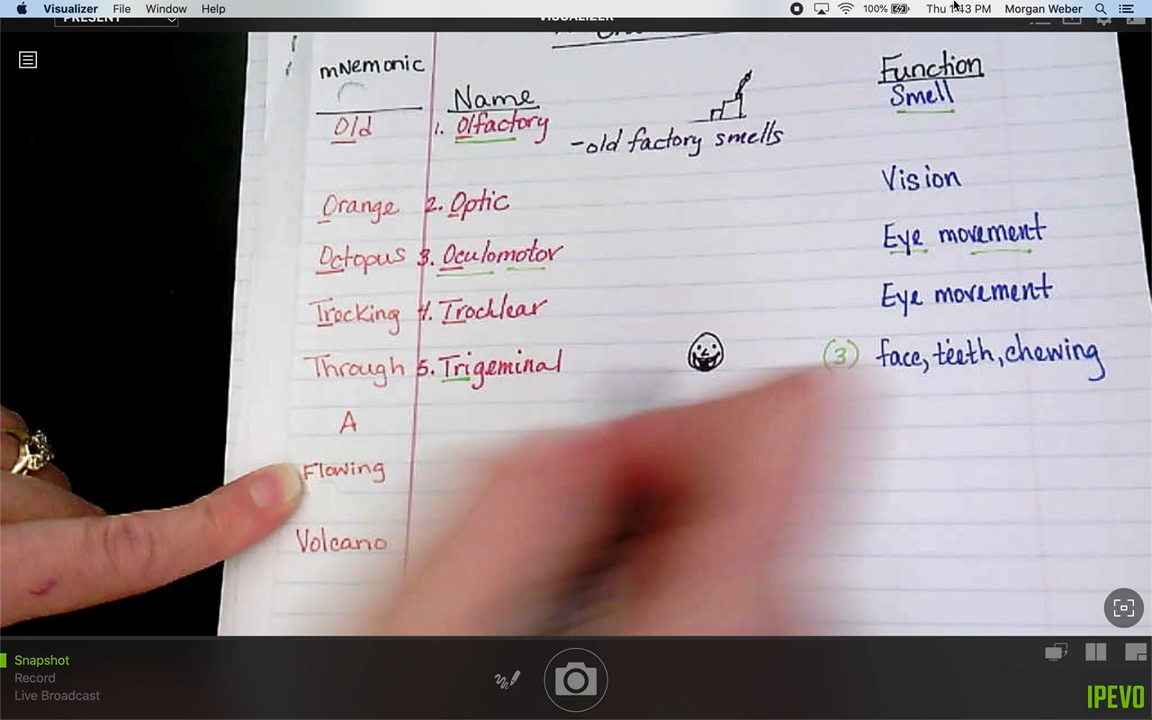 Visualizer File Window Help 100% Thu 1:43 PM Morgan Weber
PRESENT
VISUALIZER
mnemonic Name Function
Old 1. Olfactory -old factory smells Smell
Orange 2. Optic Vision
Octopus 3. Oculomotor Eye movement
Tracking 4. Trochlear Eye movement
Through 5. Trigeminal (3) face, teeth, chewing
A
Flowing
Volcano
Snapshot
Record
Live Broadcast
IPEVO